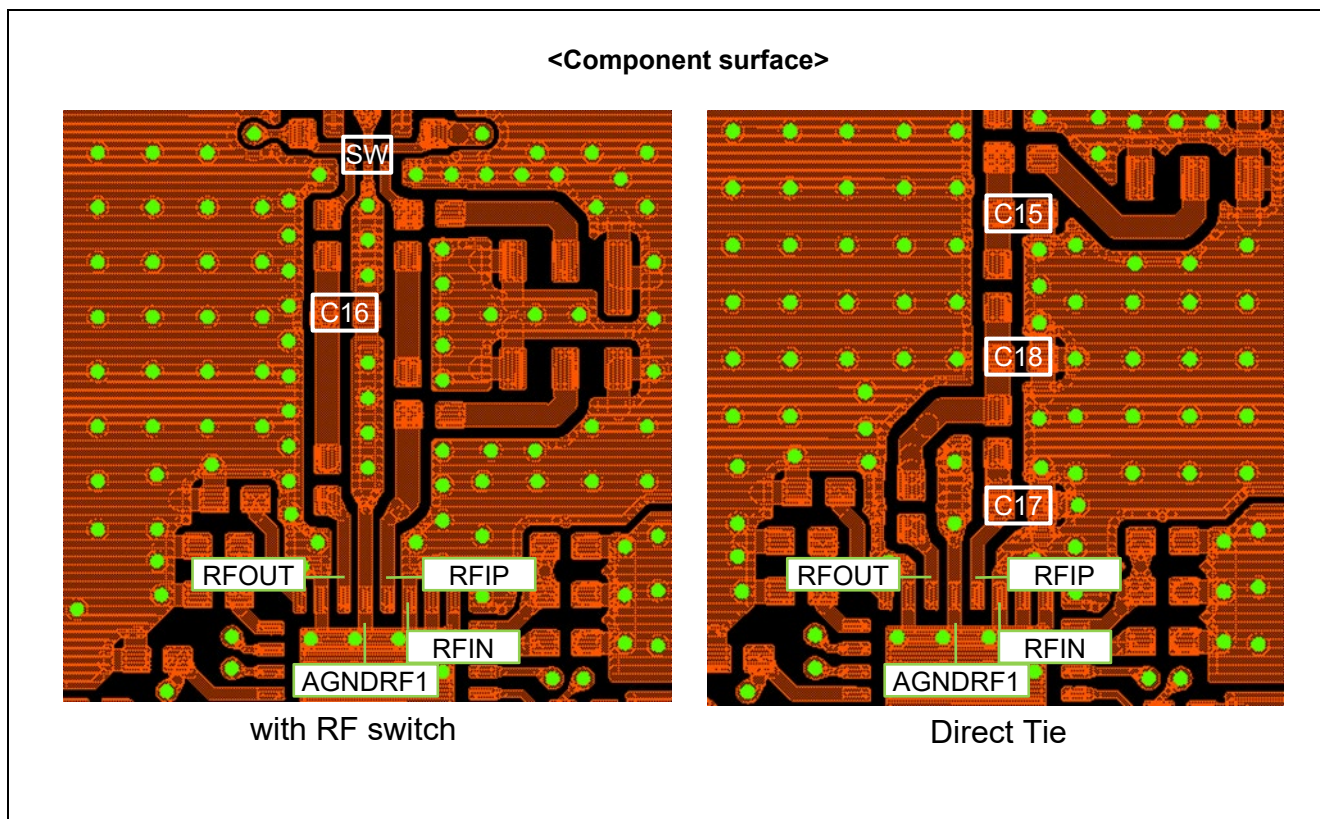 <Component surface>
SW
C16
RFOUT
RFIP
RFIN
AGNDRF1
with RF switch
C15
C18
C17
RFOUT
RFIP
RFIN
AGNDRF1
Direct Tie